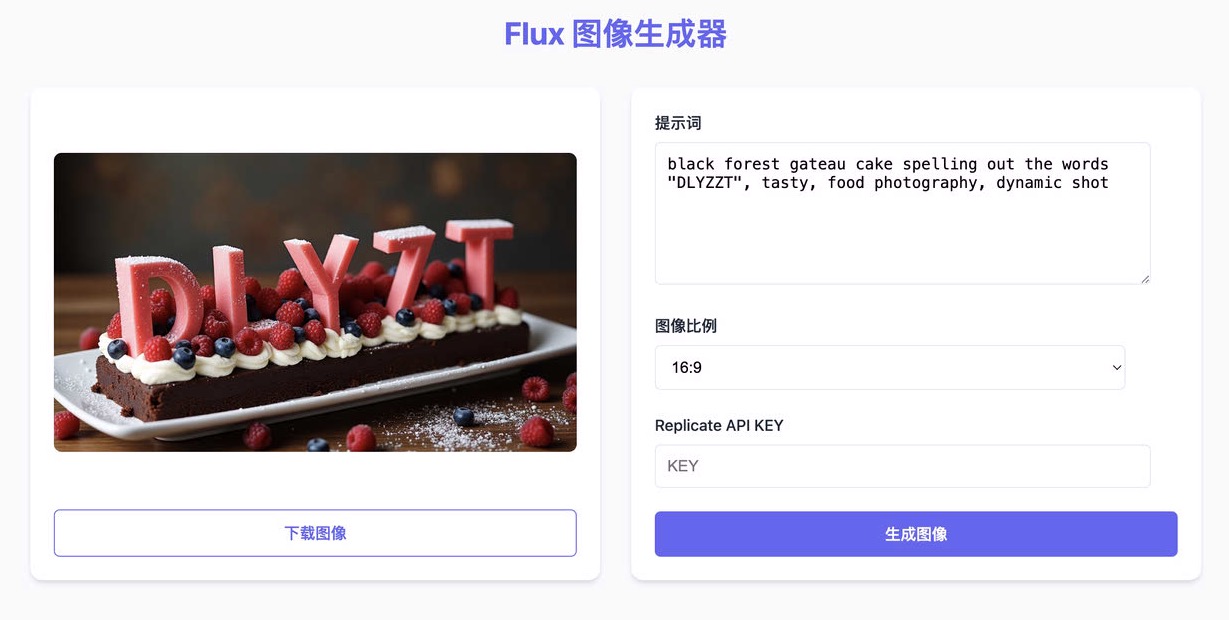 Flux 图像生成器
DLYZT
下载图像
提示词
black forest gateau cake spelling out the words
"DLYZZT", tasty, food photography, dynamic shot
图像比例
16:9
Replicate API KEY
KEY
生成图像